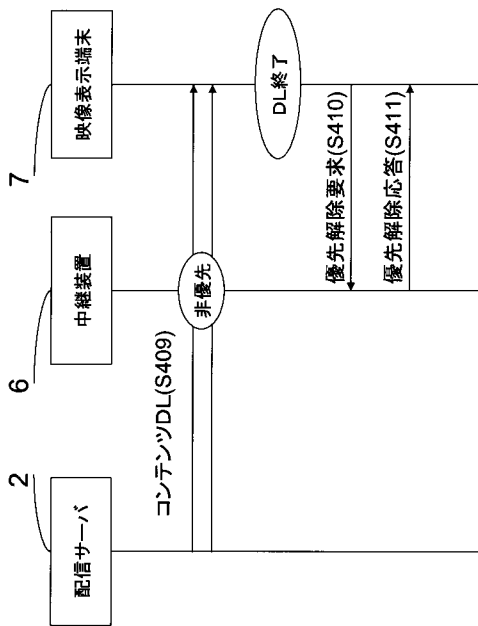 2
6
7
配信サーバ
中継装置
映像表示端末
コンテンツDL(S409)
非優先
DL終了
優先解除要求(S410)
優先解除応答(S411)